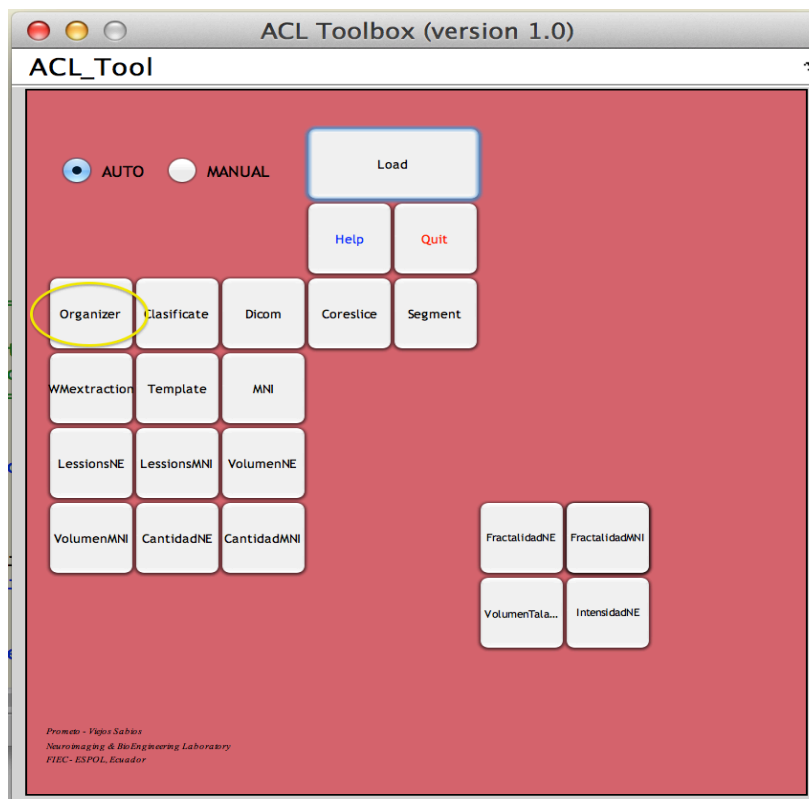 ACL Toolbox (version 1.0)
ACL_Tool
AUTO MANUAL Load
Help Quit
Organizer Clasificate Dicom Coreslice Segment
WMextraction Template MNI
LessionsNE LessionsMNI VolumenNE
VolumenMNI CantidadNE CantidadMNI FractalidadNE FractalidadMNI
VolumenTala... IntensidadNE
Prometo - Viejos Sabios
Neuroimaging & BioEngineering Laboratory
FIEC - ESPOL, Ecuador